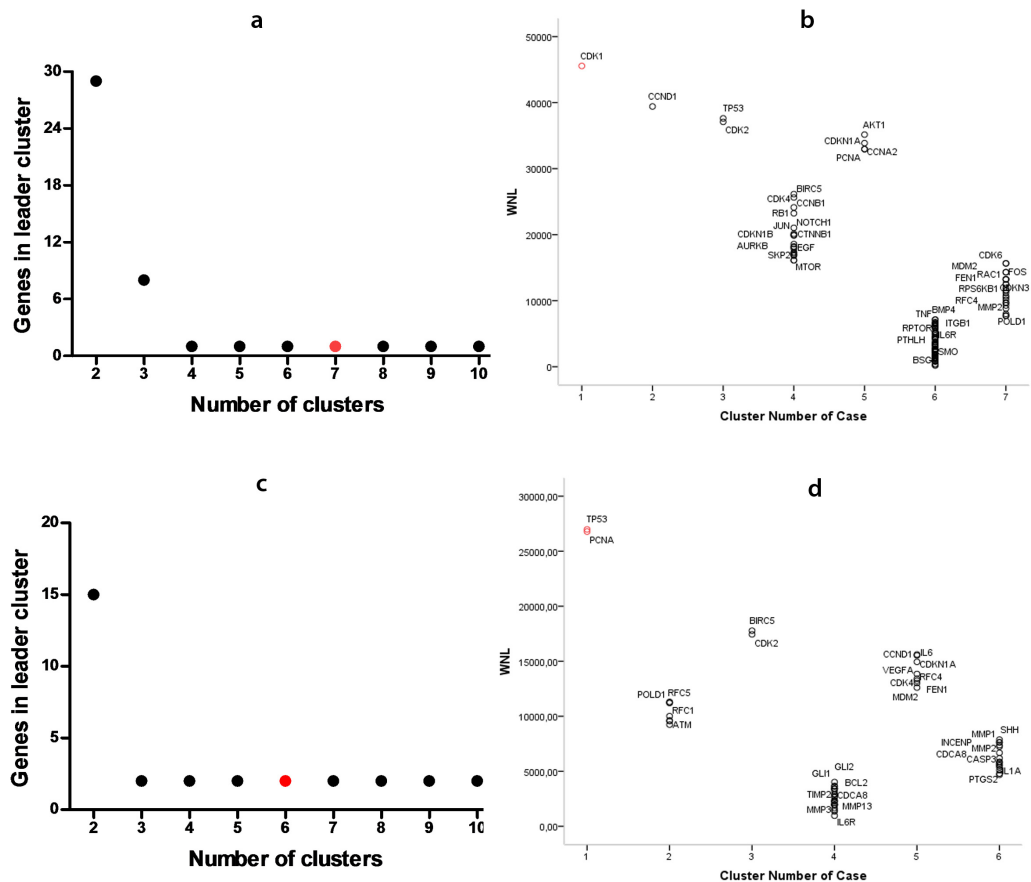 a
Genes in leader cluster
30
24
18
12
6
0
2 3 4 5 6 7 8 9 10
Number of clusters
b
WNL
50000
40000
30000
20000
10000
0
CDK1
CCND1
TP53
CDK2
AKT1
CDKN1A
CCNA2
PCNA
BIRC5
CDK4
CCNB1
RB1
NOTCH1
JUN
CDKN1B
CTNNB1
AURKB
EGF
SKP2
MTOR
CDK6
MDM2
FOS
RAC1
FEN1
RPS6KB1
CDKN3
RFC4
MMP2
POLD1
BMP4
TNF
ITGB1
RPTOR
IL6R
PTHLH
SMO
BSG
1 2 3 4 5 6 7
Cluster Number of Case
c
Genes in leader cluster
20
15
10
5
0
2 3 4 5 6 7 8 9 10
Number of clusters
d
WNL
30000,00
25000,00
20000,00
15000,00
10000,00
5000,00
0,00
TP53
PCNA
BIRC5
CDK2
CCND1
IL6
CDKN1A
VEGFA
RFC4
CDK4
FEN1
MDM2
POLD1
RFC5
RFC1
ATM
SHH
MMP1
INCENP
MMP2
CDCA8
CASP3
IL1A
PTGS2
GLI2
GLI1
BCL2
TIMP2
CDCA8
MMP13
MMP3
IL6R
1 2 3 4 5 6
Cluster Number of Case